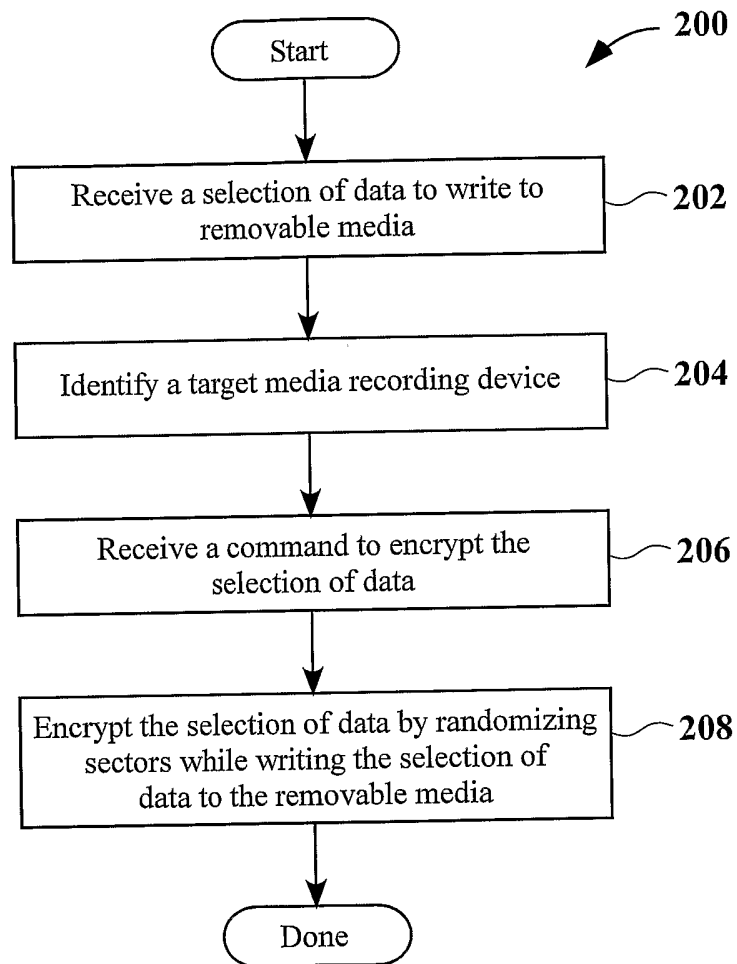 200
Start
Receive a selection of data to write to
removable media
202
Identify a target media recording device
204
Receive a command to encrypt the
selection of data
206
Encrypt the selection of data by randomizing
sectors while writing the selection of
data to the removable media
208
Done